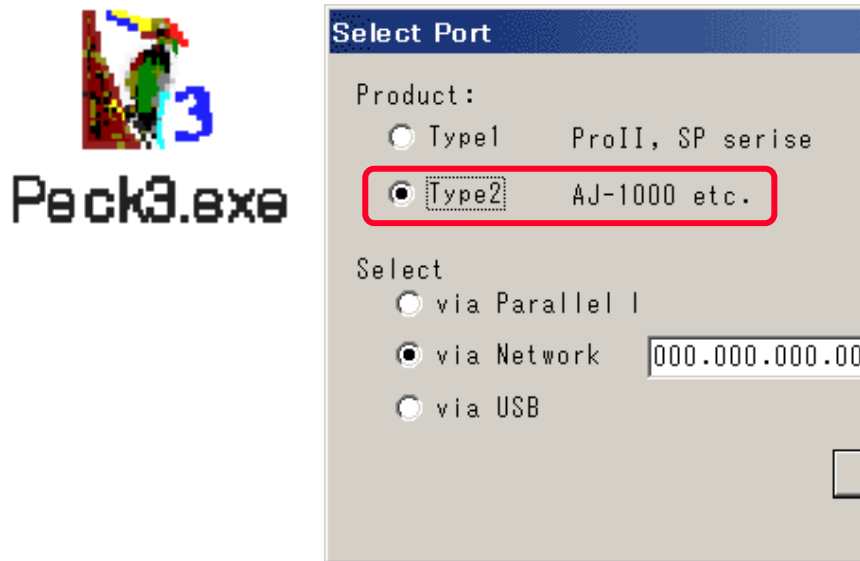 3
Peck3.exe
Select Port
Product:
Type1 ProII, SP serise
Type2 AJ-1000 etc.
Select
via Parallel I
via Network 000.000.000.00
via USB